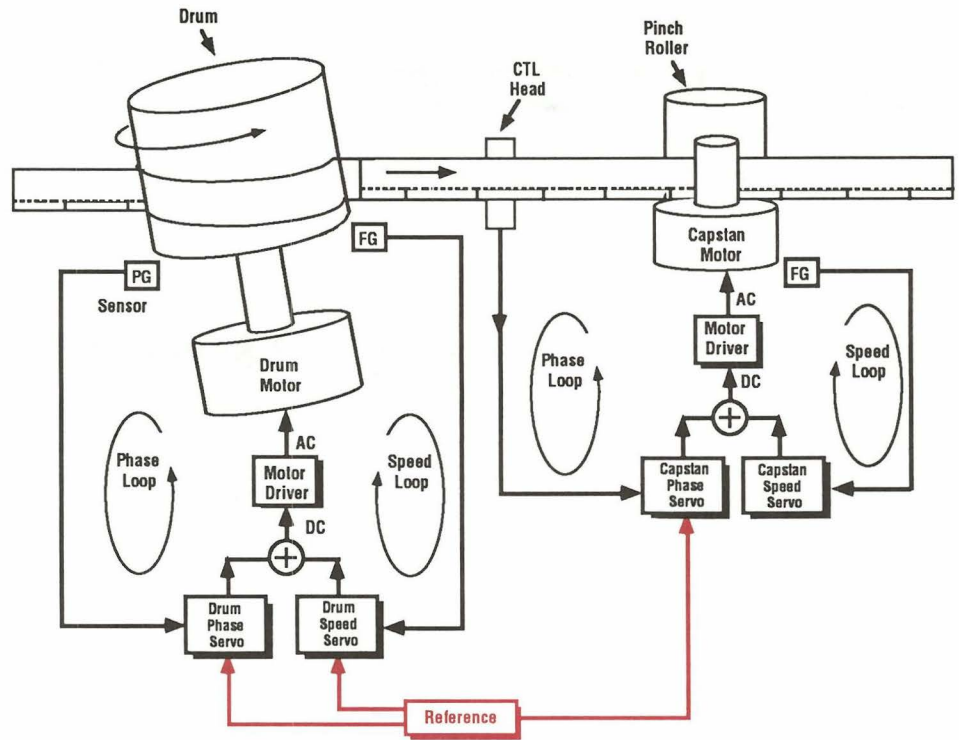 Drum
Pinch
Roller
CTL
Head
FG
PG
Sensor
Capstan
Motor
FG
AC
Motor
Driver
DC
Phase
Loop
Speed
Loop
Drum
Motor
AC
Motor
Driver
DC
Phase
Loop
Speed
Loop
Capstan
Phase
Servo
Capstan
Speed
Servo
Drum
Phase
Servo
Drum
Speed
Servo
Reference